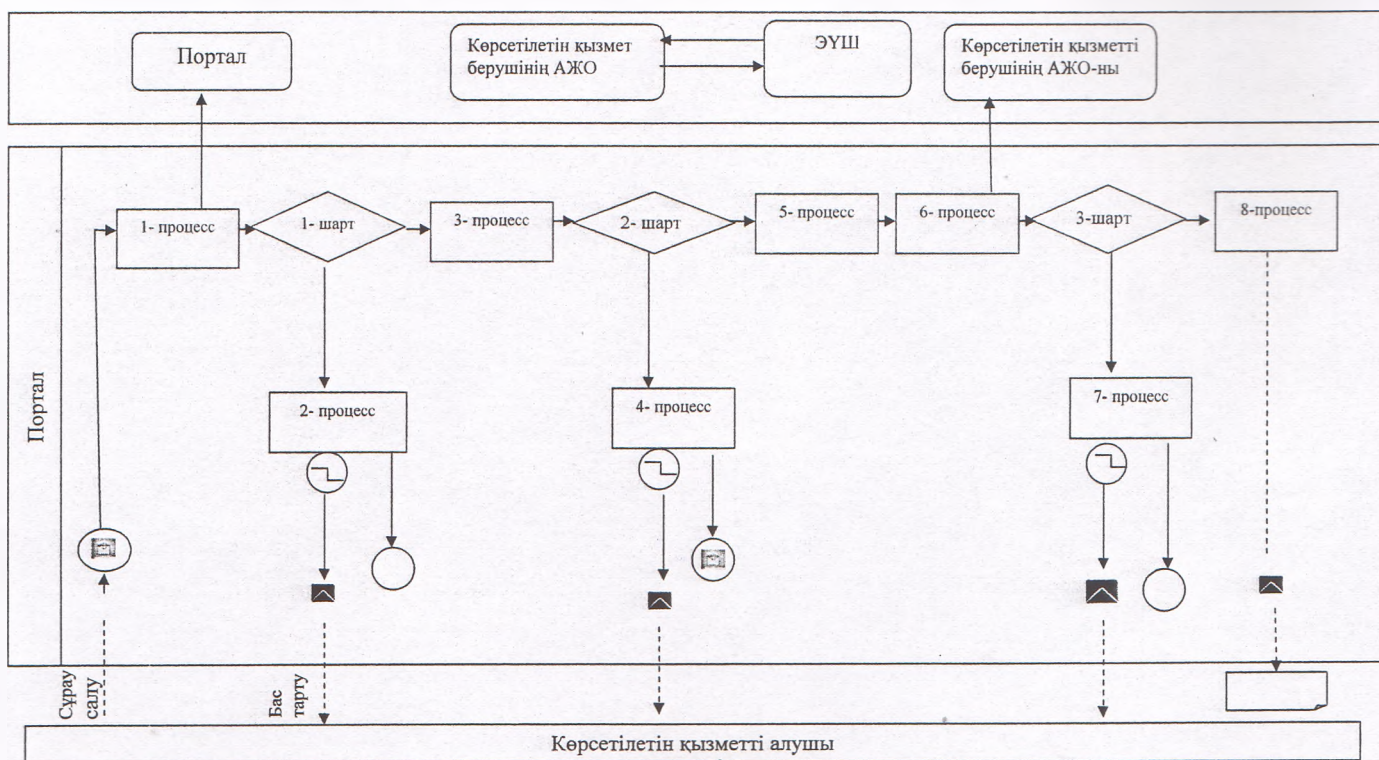 Портал
Көрсетілетін қызмет
берушінің АЖО
ЭҮШ
Көрсетілетін қызметті
берушінің АЖО-ны
Портал
1- процесс
1- шарт
3- процесс
2- шарт
5- процесс
6- процесс
3-шарт
8-процесс
2- процесс
4- процесс
7- процесс
Сұрау
салу
Бас
тарту
Көрсетілетін қызметті алушы